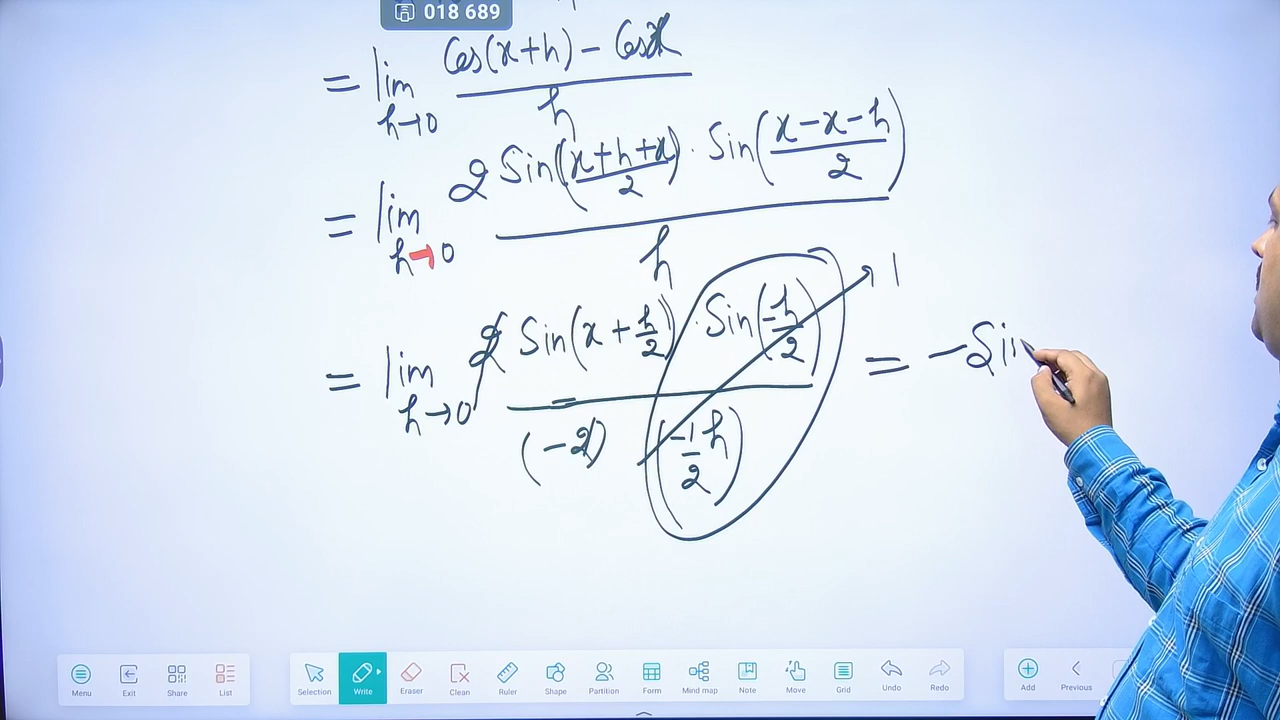 018 689
= lim h→0 Cos(x+h) - Cosx / h
= lim h→0 2 Sin(x+h+x / 2) · Sin(x-x-h / 2) / h
= lim h→0 2 Sin(x + h/2) · Sin(-h/2) / (-2) (-1/2 h) → 1 = -Sin
Menu Exit Share List Selection Write Eraser Clean Ruler Shape Partition Form Mind map Note Move Grid Undo Redo Add Previous